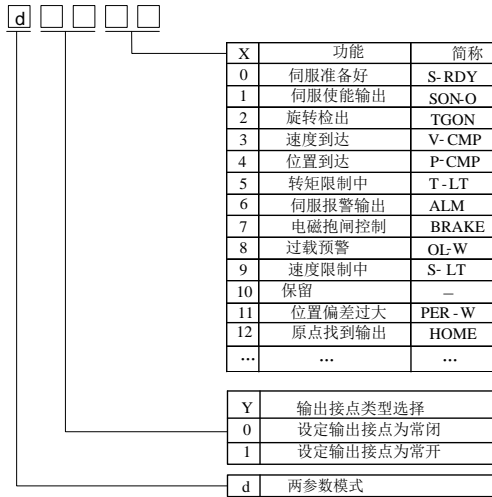 d
X 功能 简称
0 伺服准备好 S-RDY
1 伺服使能输出 SON-O
2 旋转检出 TGON
3 速度到达 V-CMP
4 位置到达 P-CMP
5 转矩限制中 T-LT
6 伺服报警输出 ALM
7 电磁抱闸控制 BRAKE
8 过载预警 OL-W
9 速度限制中 S-LT
10 保留 –
11 位置偏差过大 PER-W
12 原点找到输出 HOME
... ... ...
Y 输出接点类型选择
0 设定输出接点为常闭
1 设定输出接点为常开
d 两参数模式